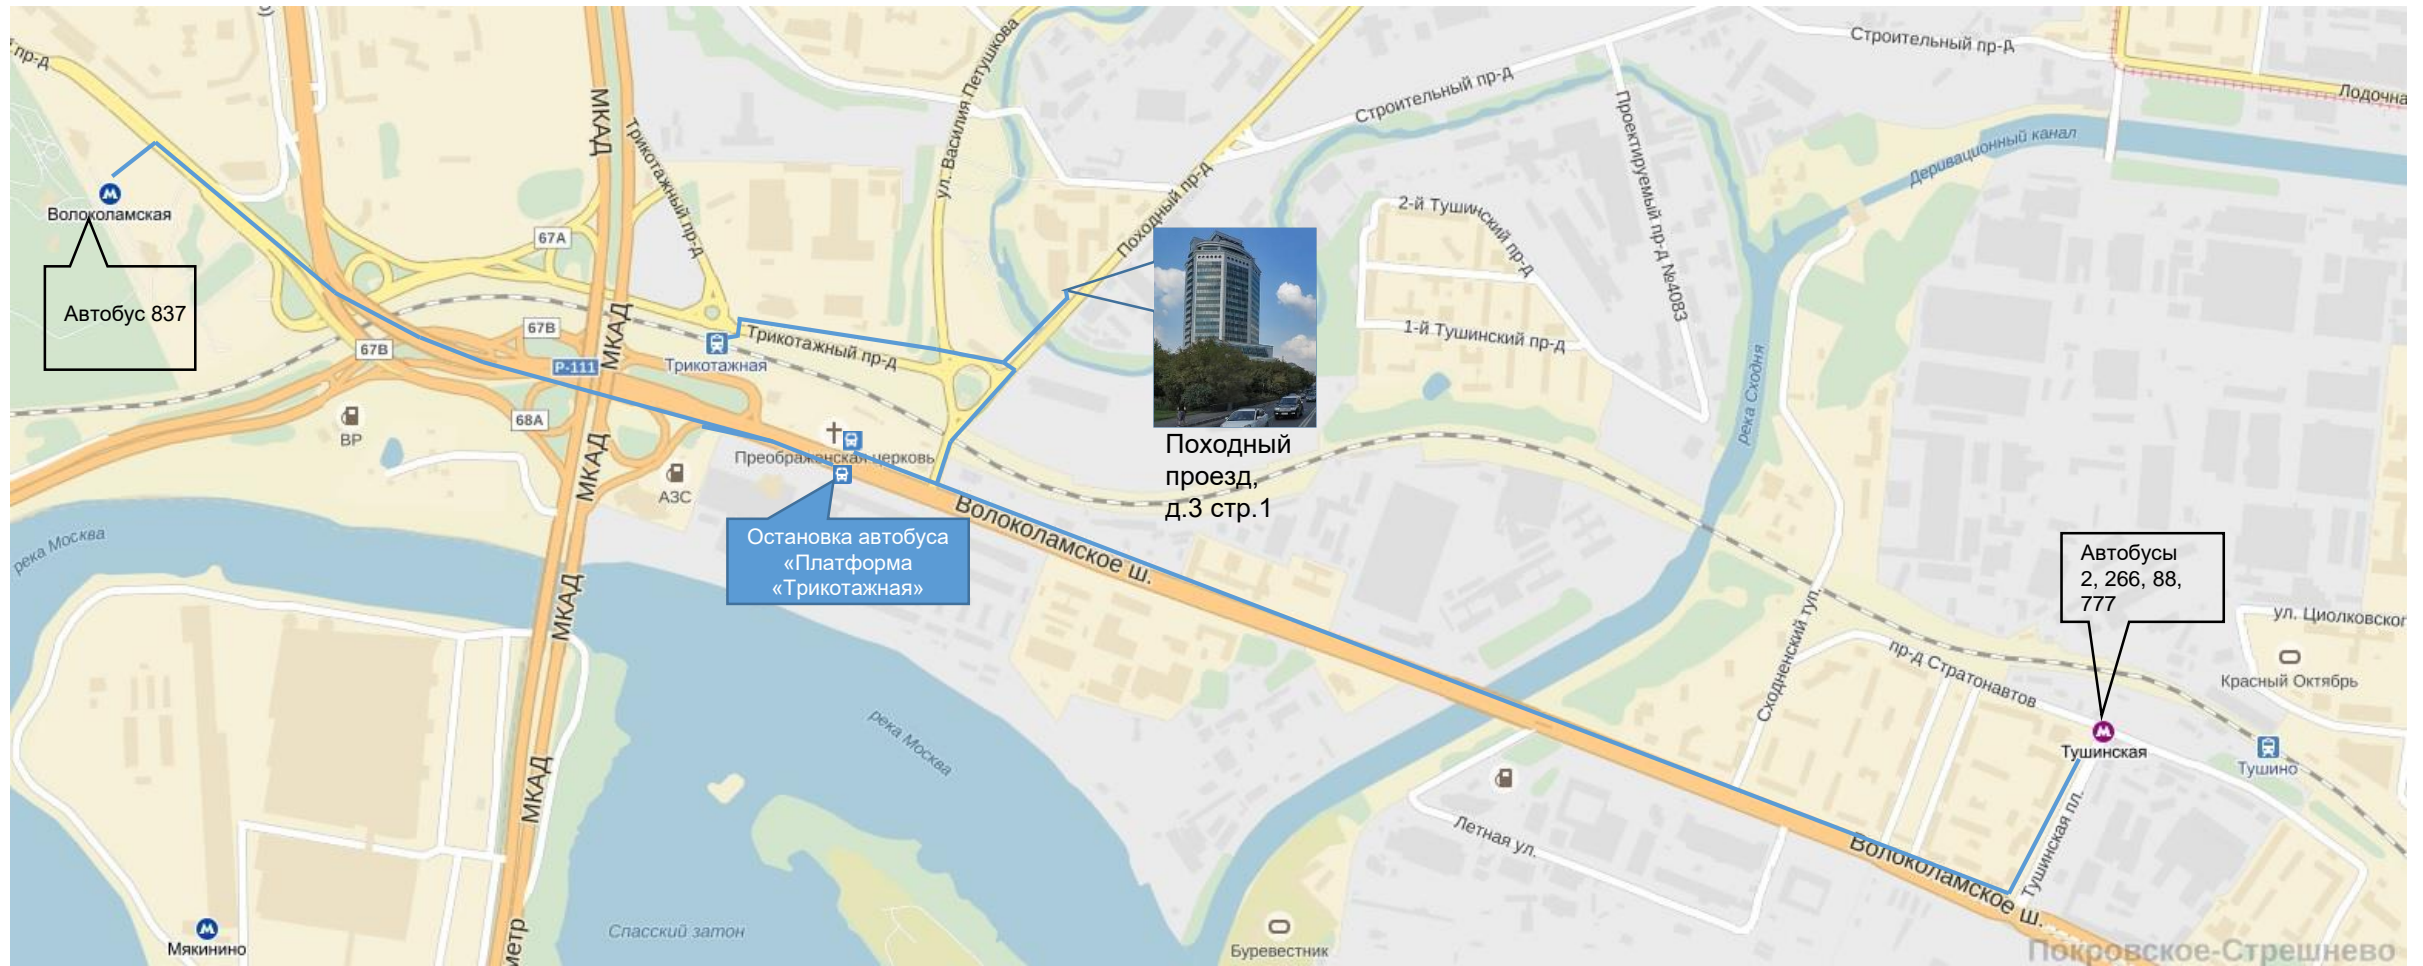 пр-д
Строительный пр-д
Лодочна
МКАД
Трикотажный пр-д
ул. Василия Петушкова
Строительный пр-д
Проектируемый пр-д №4083
Деривационный канал
Волоколамская
67А
Походный пр-д
2-й Тушинский пр-д
Автобус 837
67В
67В
МКАД
Р-111
Трикотажная
Трикотажный пр-д
1-й Тушинский пр-д
река Сходня
68А
ВР
МКАД
АЗС
Преображенская церковь
Походный
проезд,
д.3 стр.1
Волоколамское ш.
Остановка автобуса
«Платформа
«Трикотажная»
река Москва
МКАД
Автобусы
2, 266, 88,
777
ул. Циолковског
Сходненский туп.
пр-д Стратонавтов
Красный Октябрь
река Москва
Тушинская
Тушино
МКАД
Летная ул.
Тушинская пл.
Волоколамское ш.
Мякинино
метр
Спасский затон
Буревестник
Покровское-Стрешнево